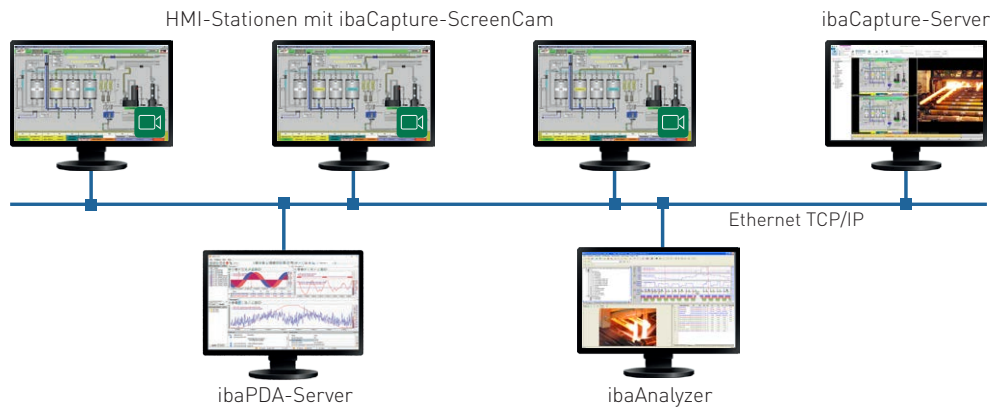 HMI-Stationen mit ibaCapture-ScreenCam
ibaCapture-Server
Ethernet TCP/IP
ibaPDA-Server
ibaAnalyzer